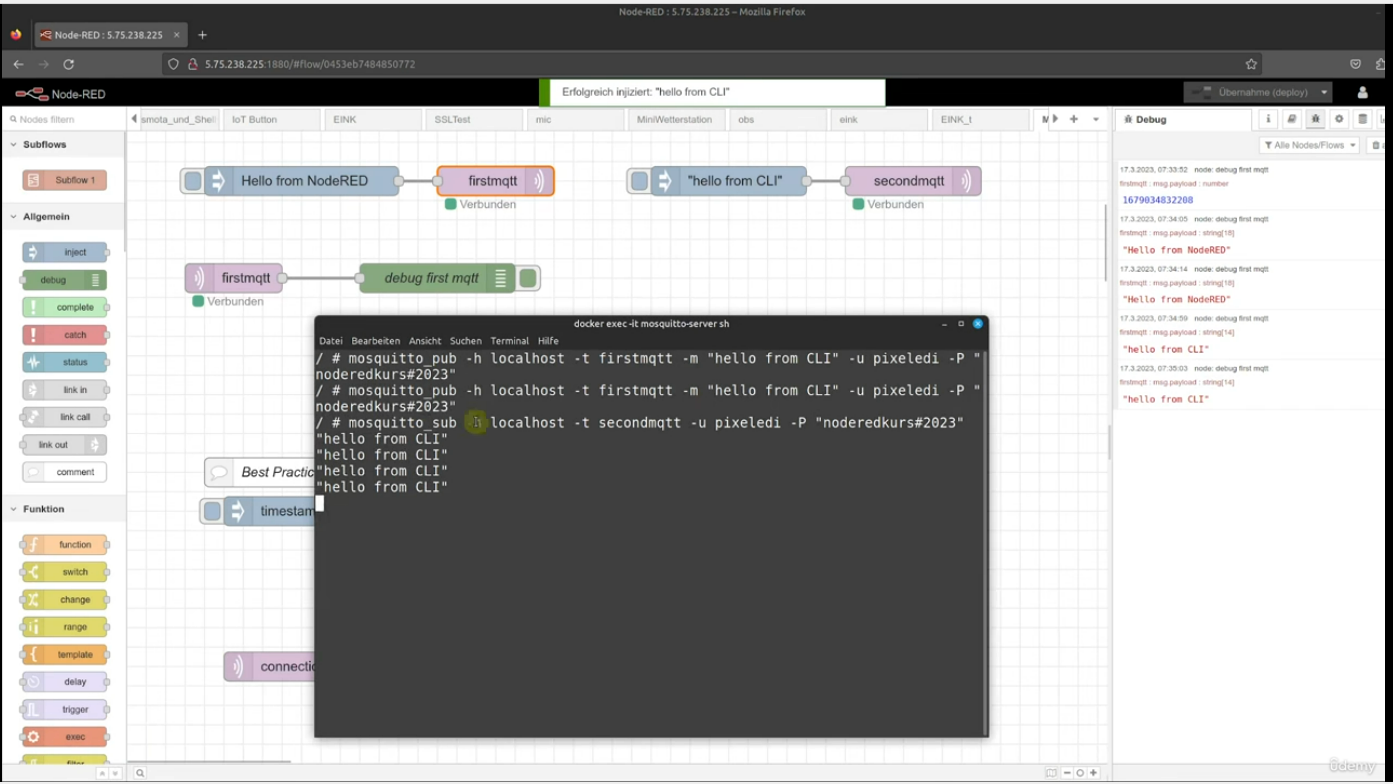 Node-RED : 5.75.238.225 – Mozilla Firefox
Node-RED : 5.75.238.225 × +
5.75.238.225:1880/#flow/0453eb7484850772
Node-RED
Erfolgreich injiziert: "hello from CLI"
Übernahme (deploy)
Nodes filtern
smota_und_Shell
IoT Button
EINK
SSLTest
mic
MiniWetterstation
obs
eink
EINK_t
Debug
Alle Nodes/Flows
Subflows
Subflow 1
Allgemein
inject
debug
complete
catch
status
link in
link call
link out
comment
Funktion
function
switch
change
range
template
delay
trigger
exec
filter
Hello from NodeRED
firstmqtt
Verbunden
"hello from CLI"
secondmqtt
Verbunden
firstmqtt
Verbunden
debug first mqtt
Best Practic
timestam
connectio
docker exec -it mosquitto-server sh
Datei Bearbeiten Ansicht Suchen Terminal Hilfe
/ # mosquitto_pub -h localhost -t firstmqtt -m "hello from CLI" -u pixeledi -P "
noderedkurs#2023"
/ # mosquitto_pub -h localhost -t firstmqtt -m "hello from CLI" -u pixeledi -P "
noderedkurs#2023"
/ # mosquitto_sub -h localhost -t secondmqtt -u pixeledi -P "noderedkurs#2023"
"hello from CLI"
"hello from CLI"
"hello from CLI"
"hello from CLI"
17.3.2023, 07:33:52 node: debug first mqtt
firstmqtt : msg.payload : number
1679034832208
17.3.2023, 07:34:05 node: debug first mqtt
firstmqtt : msg.payload : string[18]
"Hello from NodeRED"
17.3.2023, 07:34:14 node: debug first mqtt
firstmqtt : msg.payload : string[18]
"Hello from NodeRED"
17.3.2023, 07:34:59 node: debug first mqtt
firstmqtt : msg.payload : string[14]
"hello from CLI"
17.3.2023, 07:35:03 node: debug first mqtt
firstmqtt : msg.payload : string[14]
"hello from CLI"
ûdemy